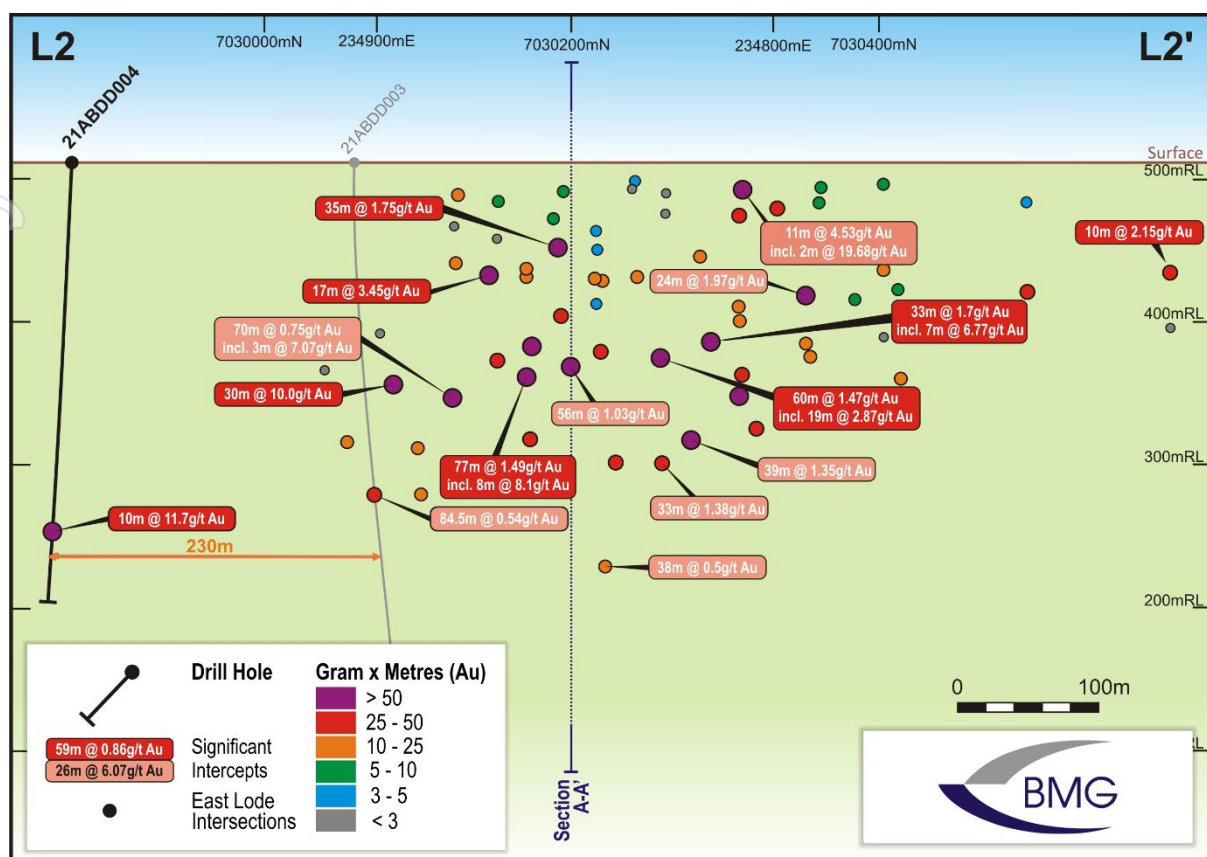 L2
7030000mN
234900mE
7030200mN
234800mE
7030400mN
L2'
21ABDD004
21ABDD003
Surface
500mRL
35m @ 1.75g/t Au
11m @ 4.53g/t Au
incl. 2m @ 19.68g/t Au
10m @ 2.15g/t Au
17m @ 3.45g/t Au
24m @ 1.97g/t Au
400mRL
33m @ 1.7g/t Au
incl. 7m @ 6.77g/t Au
70m @ 0.75g/t Au
incl. 3m @ 7.07g/t Au
30m @ 10.0g/t Au
56m @ 1.03g/t Au
60m @ 1.47g/t Au
incl. 19m @ 2.87g/t Au
300mRL
77m @ 1.49g/t Au
incl. 8m @ 8.1g/t Au
39m @ 1.35g/t Au
33m @ 1.38g/t Au
84.5m @ 0.54g/t Au
10m @ 11.7g/t Au
230m
38m @ 0.5g/t Au
200mRL
Drill Hole
59m @ 0.86g/t Au
26m @ 6.07g/t Au
Significant
Intercepts
East Lode
Intersections
Gram x Metres (Au)
> 50
25 - 50
10 - 25
5 - 10
3 - 5
< 3
Section
A-A'
0
100m
BMG